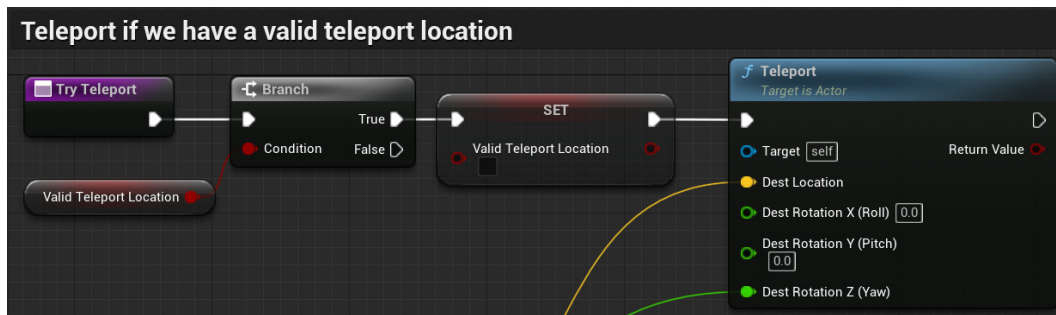 Teleport if we have a valid teleport location
Try Teleport
Branch
True
Condition
False
Valid Teleport Location
SET
Valid Teleport Location
f Teleport
Target is Actor
Target self
Return Value
Dest Location
Dest Rotation X (Roll) 0.0
Dest Rotation Y (Pitch)
0.0
Dest Rotation Z (Yaw)